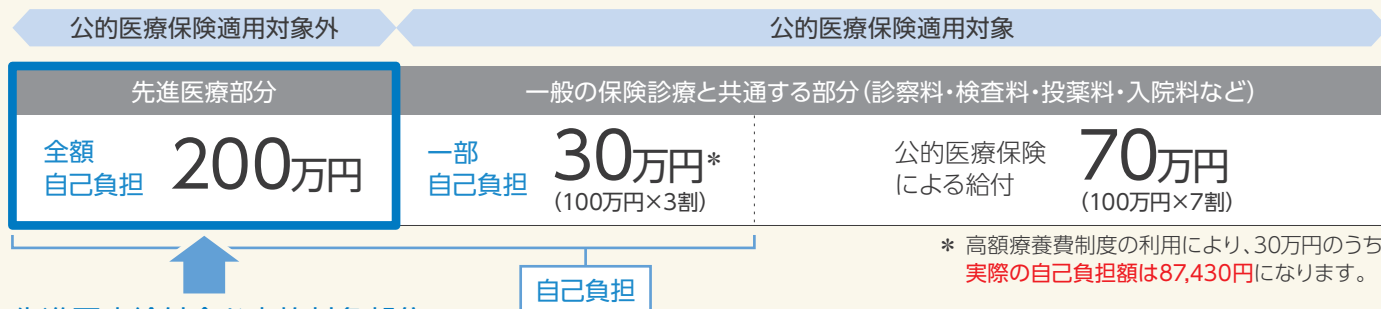 公的医療保険適用対象外
公的医療保険適用対象
先進医療部分
一般の保険診療と共通する部分(診察料・検査料・投薬料・入院料など)
全額
自己負担
200万円
一部
自己負担
30万円*
(100万円×3割)
公的医療保険
による給付
70万円
(100万円×7割)
* 高額療養費制度の利用により、30万円のうち
実際の自己負担額は87,430円になります。
自己負担